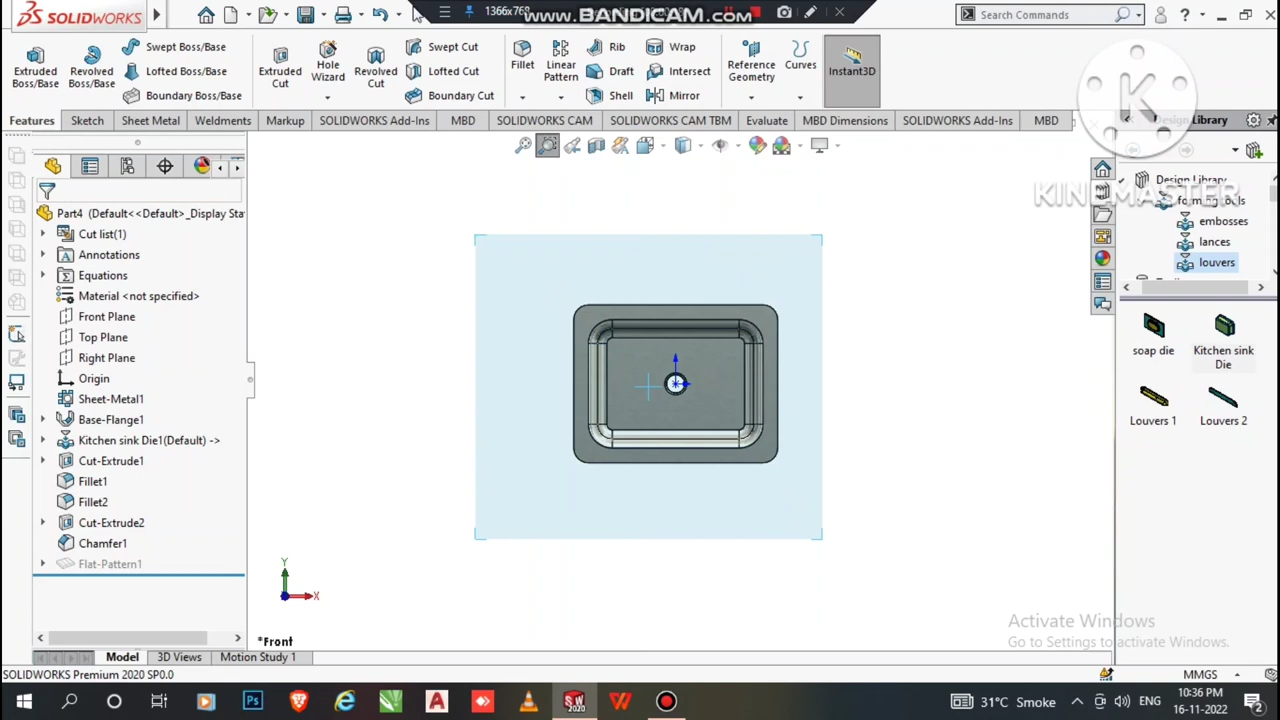 SOLIDWORKS
1366x768
www.BANDICAM.com
Search Commands
?
Extruded Boss/Base
Revolved Boss/Base
Swept Boss/Base
Lofted Boss/Base
Boundary Boss/Base
Extruded Cut
Hole Wizard
Revolved Cut
Swept Cut
Lofted Cut
Boundary Cut
Fillet
Linear Pattern
Rib
Draft
Shell
Wrap
Intersect
Mirror
Reference Geometry
Curves
Instant3D
K
Features
Sketch
Sheet Metal
Weldments
Markup
SOLIDWORKS Add-Ins
MBD
SOLIDWORKS CAM
SOLIDWORKS CAM TBM
Evaluate
MBD Dimensions
SOLIDWORKS Add-Ins
MBD
Design Library
KINEMASTER
Part4 (Default<<Default>_Display Sta
Cut list(1)
Annotations
Equations
Material <not specified>
Front Plane
Top Plane
Right Plane
Origin
Sheet-Metal1
Base-Flange1
Kitchen sink Die1(Default) ->
Cut-Extrude1
Fillet1
Fillet2
Cut-Extrude2
Chamfer1
Flat-Pattern1
Design Library
forming tools
embosses
lances
louvers
soap die
Kitchen sink Die
Louvers 1
Louvers 2
Y
X
*Front
Activate Windows
Go to Settings to activate Windows.
Model
3D Views
Motion Study 1
SOLIDWORKS Premium 2020 SP0.0
MMGS
Ps
A
SW
2020
31°C Smoke
ENG
10:36 PM
16-11-2022
2